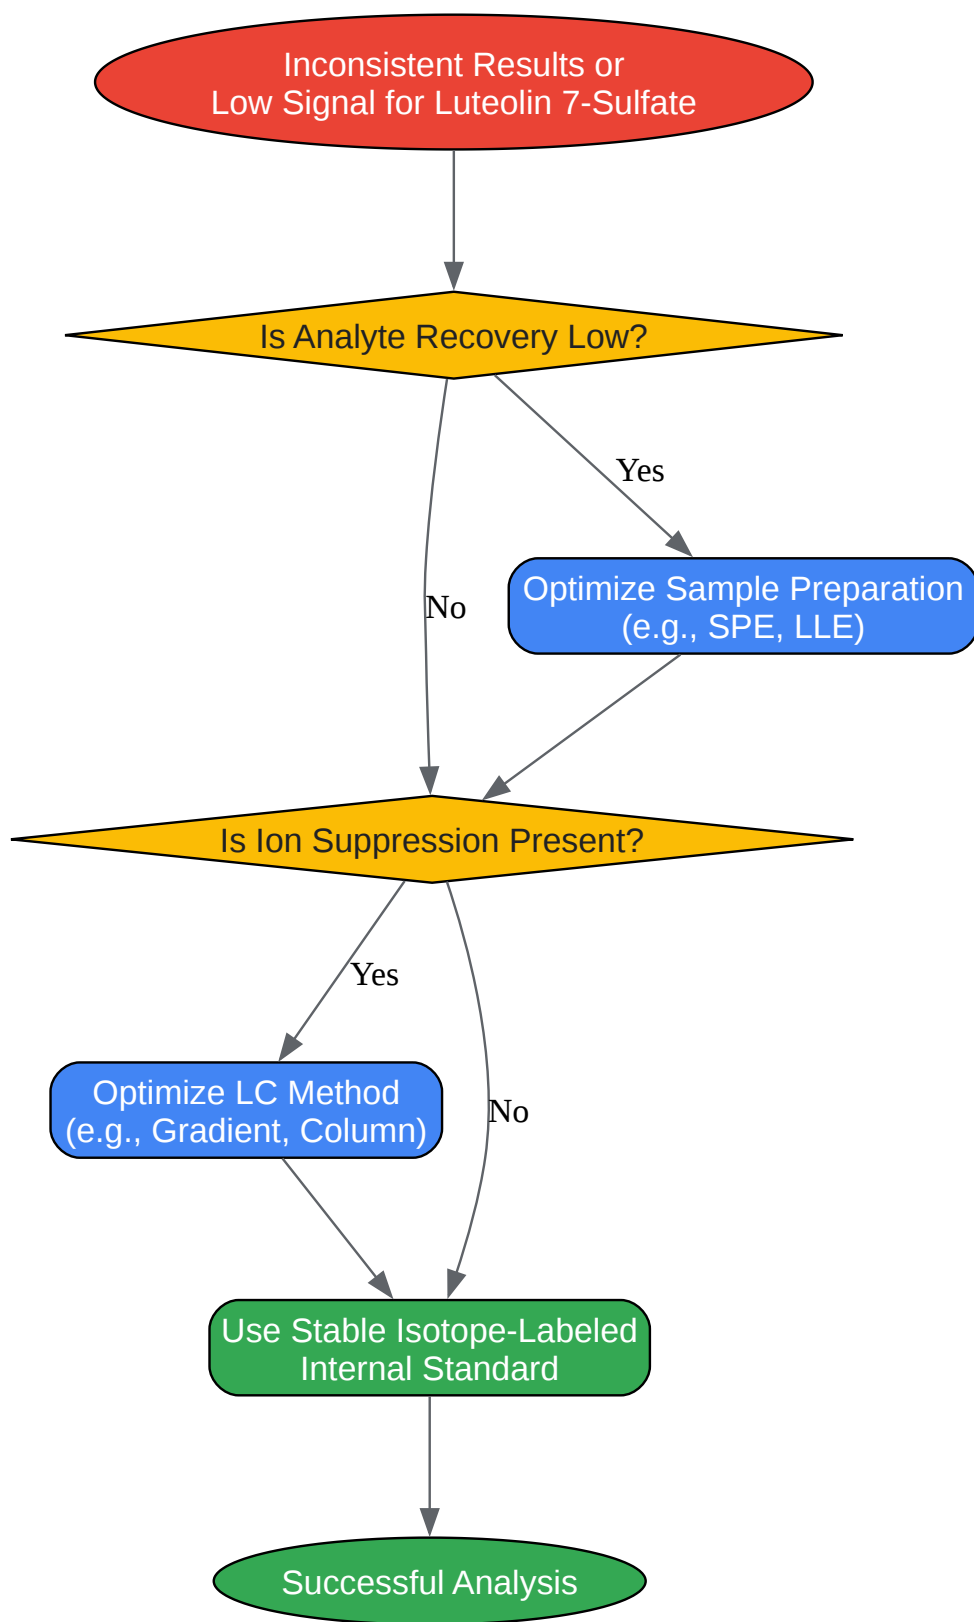 Inconsistent Results or
Low Signal for Luteolin 7-Sulfate
Is Analyte Recovery Low?
Yes
Optimize Sample Preparation
(e.g., SPE, LLE)
No
Is Ion Suppression Present?
Yes
Optimize LC Method
(e.g., Gradient, Column)
No
Use Stable Isotope-Labeled
Internal Standard
Successful Analysis